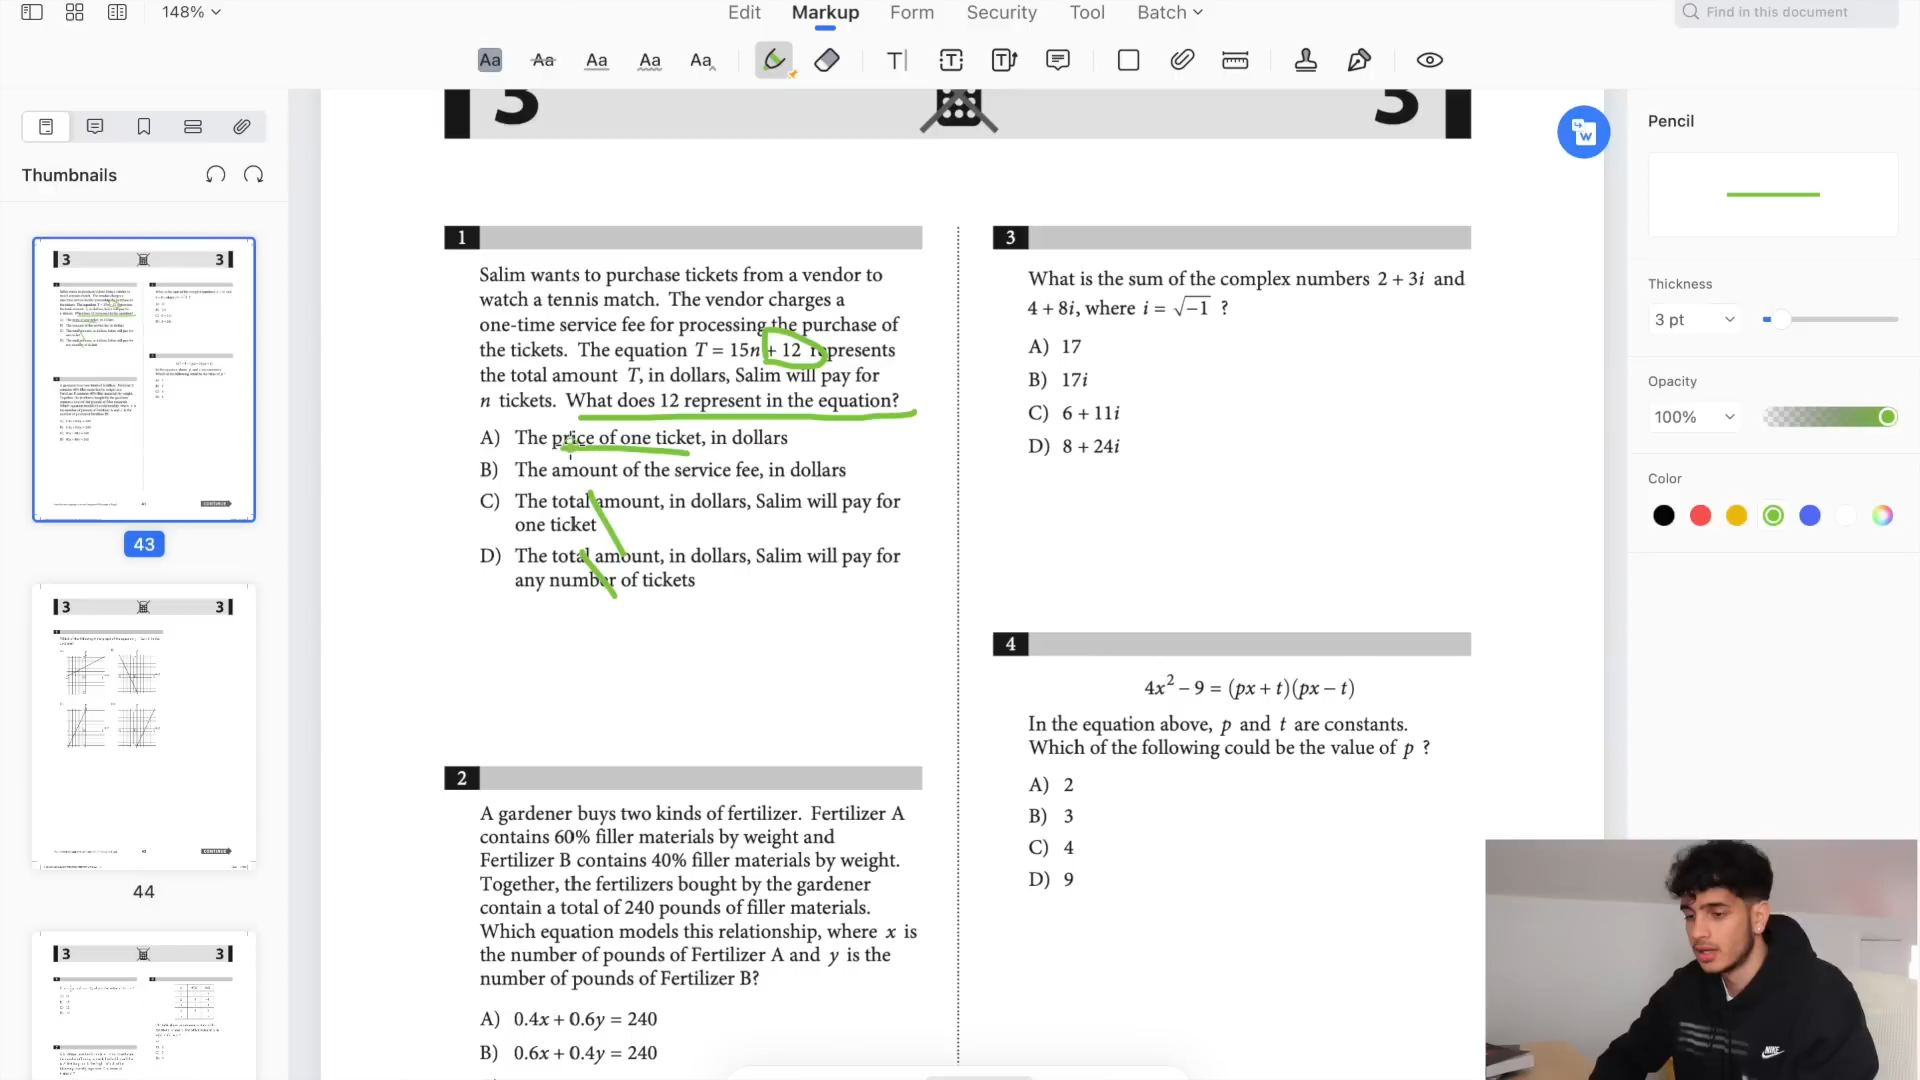 148%
Edit Markup Form Security Tool Batch
Find in this document
Aa Aa Aa Aa Aa
Thumbnails
43
44
3 3
1
Salim wants to purchase tickets from a vendor to
watch a tennis match. The vendor charges a
one-time service fee for processing the purchase of
the tickets. The equation T = 15n + 12 represents
the total amount T, in dollars, Salim will pay for
n tickets. What does 12 represent in the equation?
A) The price of one ticket, in dollars
B) The amount of the service fee, in dollars
C) The total amount, in dollars, Salim will pay for
one ticket
D) The total amount, in dollars, Salim will pay for
any number of tickets
2
A gardener buys two kinds of fertilizer. Fertilizer A
contains 60% filler materials by weight and
Fertilizer B contains 40% filler materials by weight.
Together, the fertilizers bought by the gardener
contain a total of 240 pounds of filler materials.
Which equation models this relationship, where x is
the number of pounds of Fertilizer A and y is the
number of pounds of Fertilizer B?
A) 0.4x + 0.6y = 240
B) 0.6x + 0.4y = 240
3
What is the sum of the complex numbers 2 + 3i and
4 + 8i, where i = √−1 ?
A) 17
B) 17i
C) 6 + 11i
D) 8 + 24i
4
4x² − 9 = (px + t)(px − t)
In the equation above, p and t are constants.
Which of the following could be the value of p ?
A) 2
B) 3
C) 4
D) 9
Pencil
Thickness
3 pt
Opacity
100%
Color
NIKE